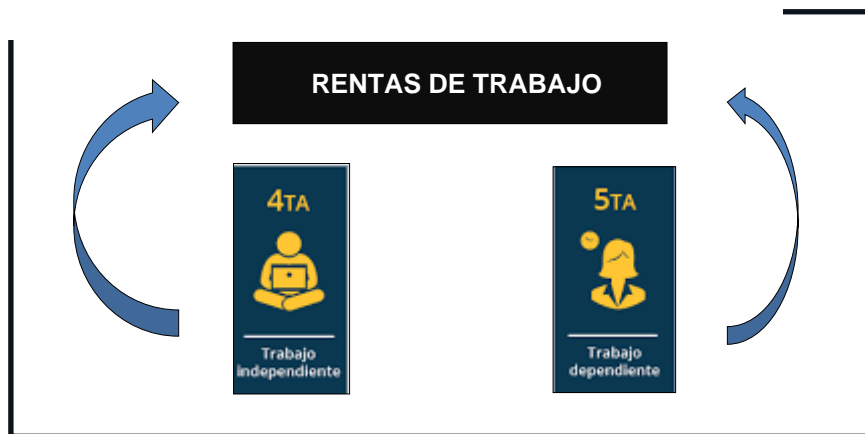 RENTAS DE TRABAJO
4TA
Trabajo
independiente
5TA
Trabajo
dependiente